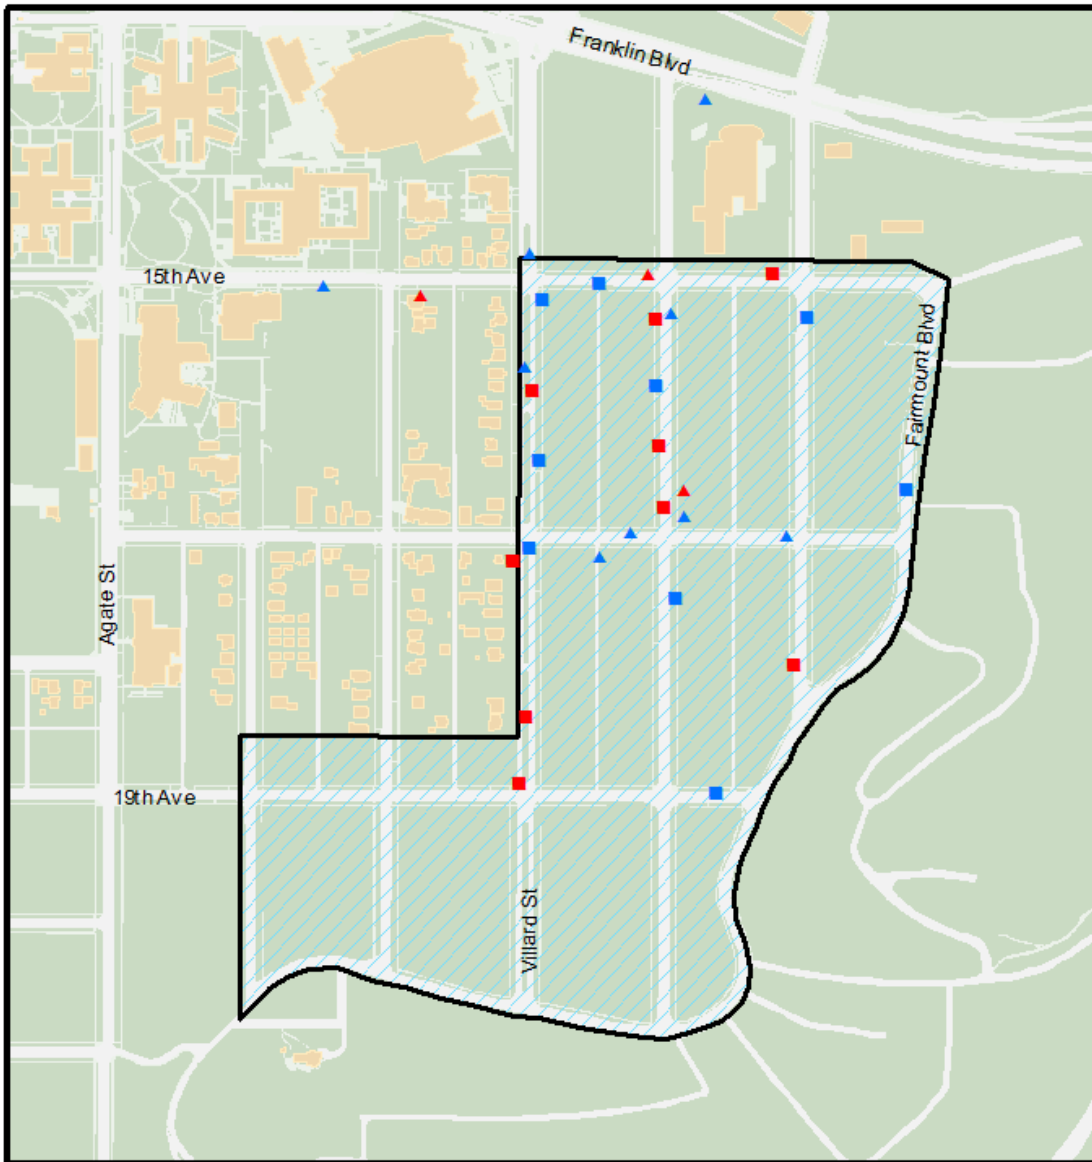 Franklin Blvd
15th Ave
Fairmount Blvd
Agate St
19th Ave
Villard St